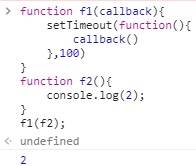 > function f1(callback){
    setTimeout(function(){
        callback()
    },100)
}
function f2(){
    console.log(2);
}
f1(f2);
undefined
2